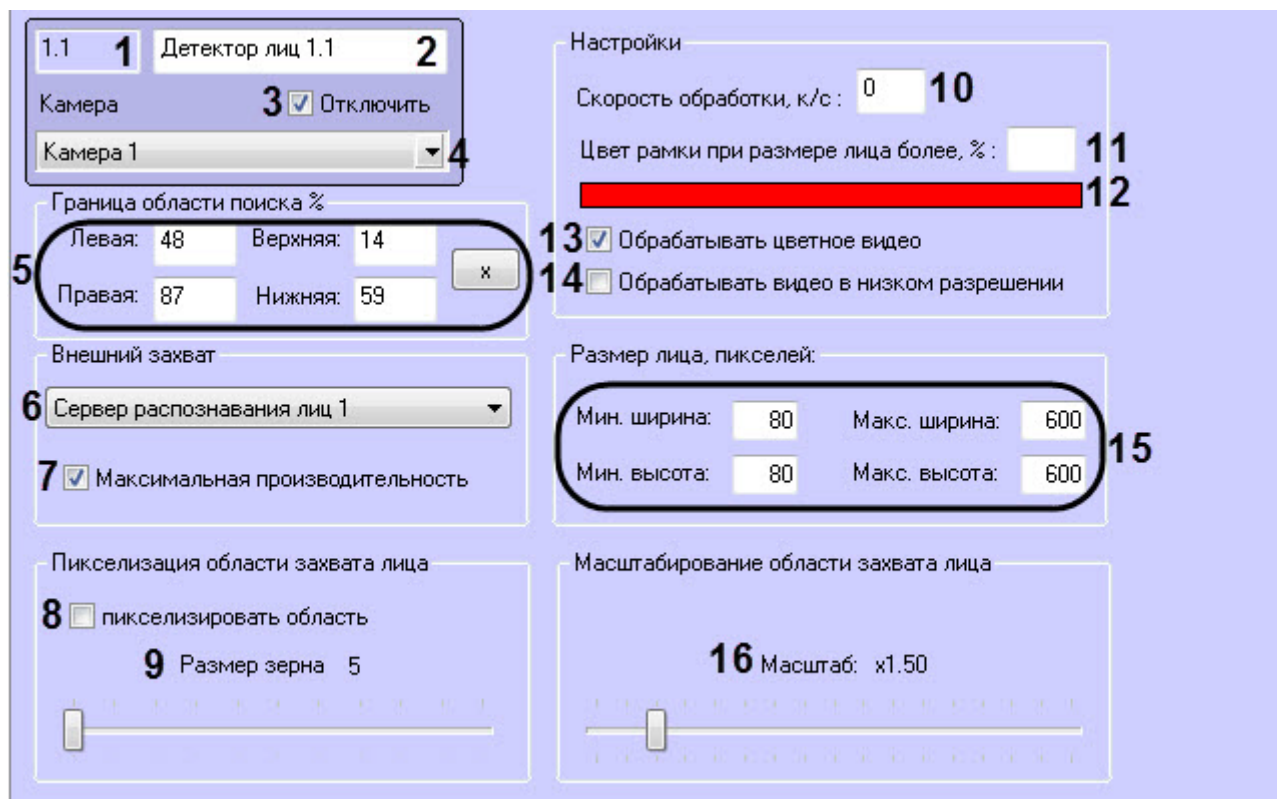 1.1 1 Детектор лиц 1.1 2
Камера 3 Отключить
Камера 1 4
Граница области поиска %
5 Левая: 48 Верхняя: 14
x
Правая: 87 Нижняя: 59
Внешний захват
6 Сервер распознавания лиц 1
7 Максимальная производительность
Пикселизация области захвата лица
8 пикселизировать область
9 Размер зерна 5
Настройки
Скорость обработки, к/с : 0 10
Цвет рамки при размере лица более, % : 11
12
13 Обрабатывать цветное видео
14 Обрабатывать видео в низком разрешении
Размер лица, пикселей:
Мин. ширина: 80 Макс. ширина: 600
15
Мин. высота: 80 Макс. высота: 600
Масштабирование области захвата лица
16 Масштаб: x1.50